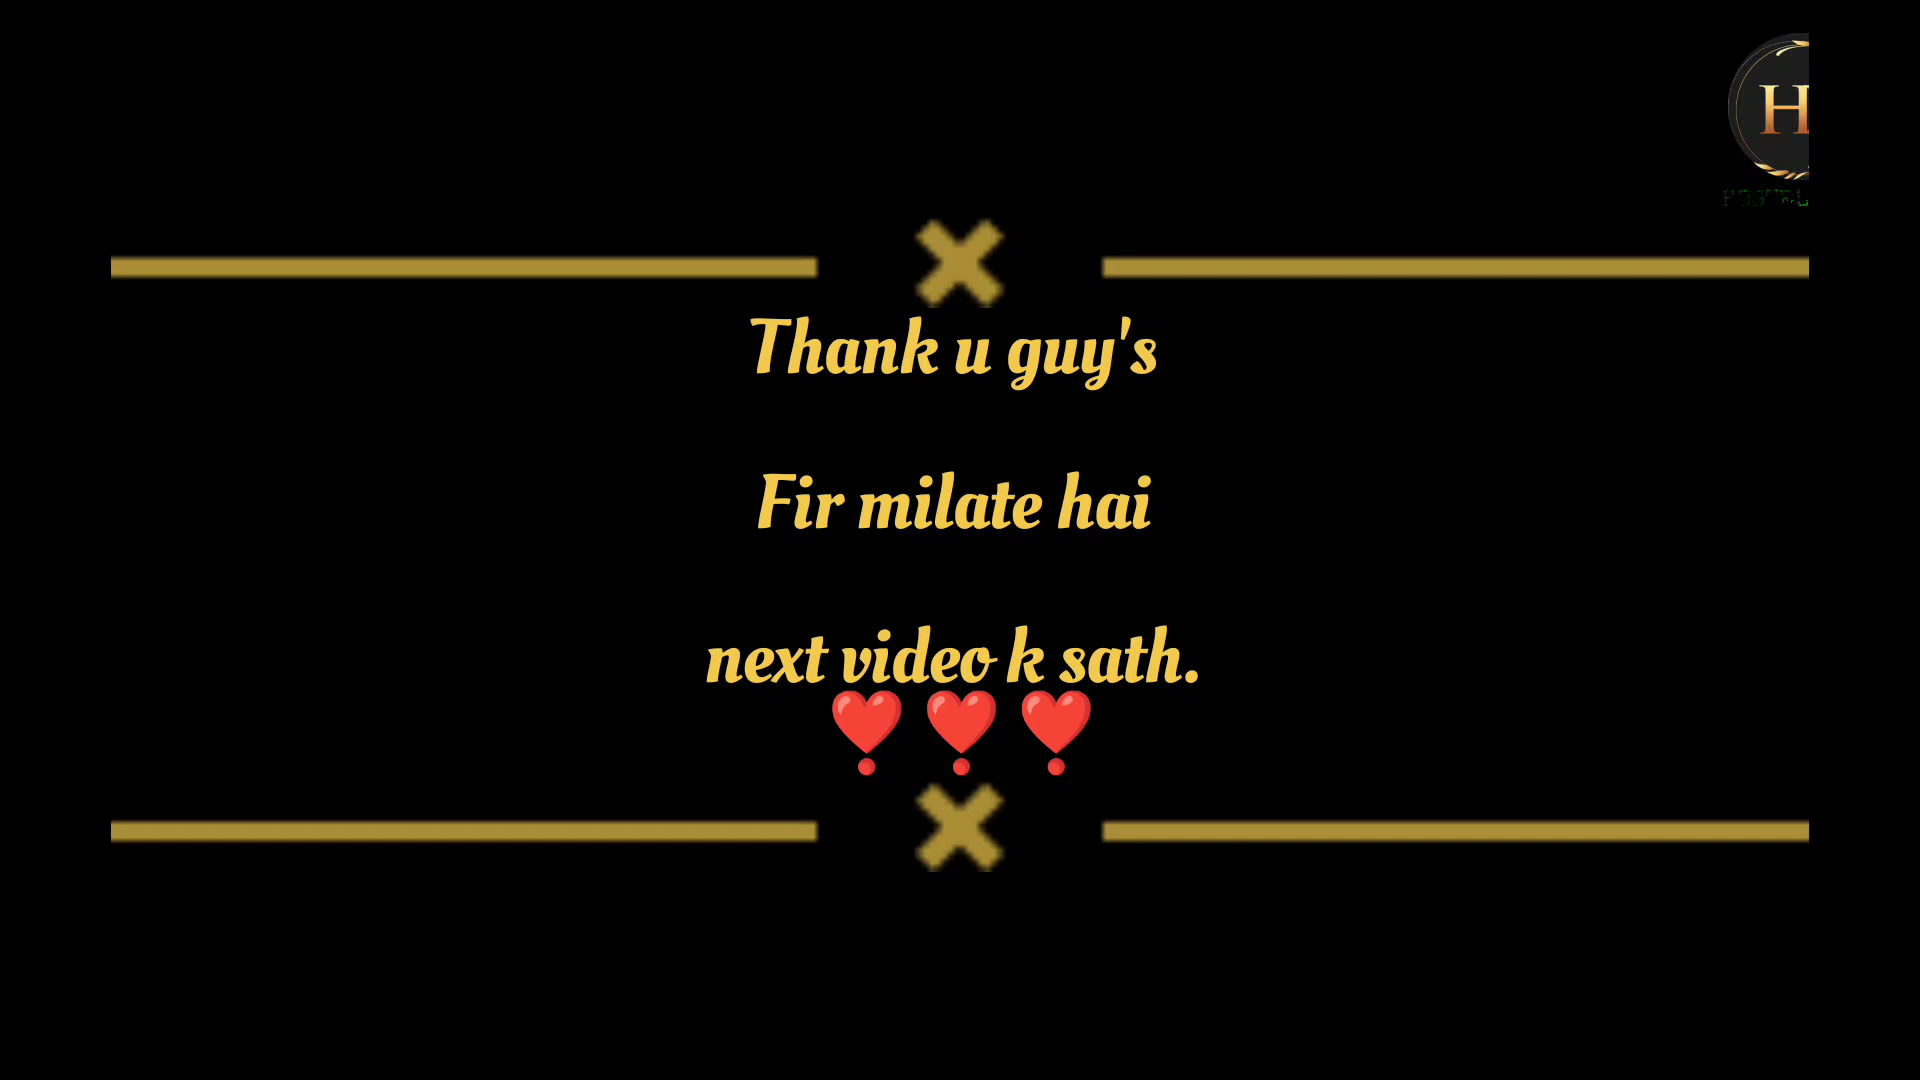 H
Thank u guy's
Fir milate hai
next video k sath.
❣️❣️❣️